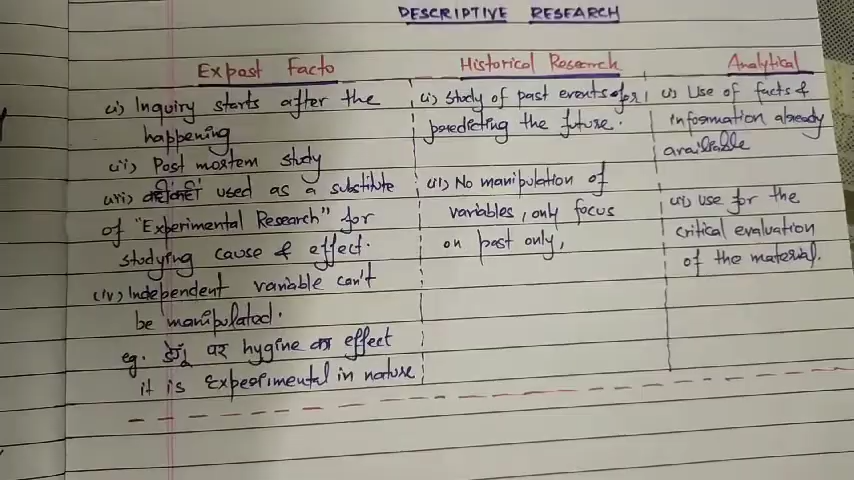 DESCRIPTIVE RESEARCH
Expost Facto
(i) Inquiry starts after the
happening
(ii) Post mortem study
(iii) कहीं-कहीं used as a substitute
of "Experimental Research" for
studying cause & effect.
(iv) Independent variable can't
be manipulated.
eg. डेंगू पर hygine का effect
it is Experimental in nature
Historical Research
(i) Study of past events for
predicting the future.
(ii) No manipulation of
variables, only focus
on past only,
Analytical
(i) Use of facts &
information already
available
(ii) use for the
critical evaluation
of the material.